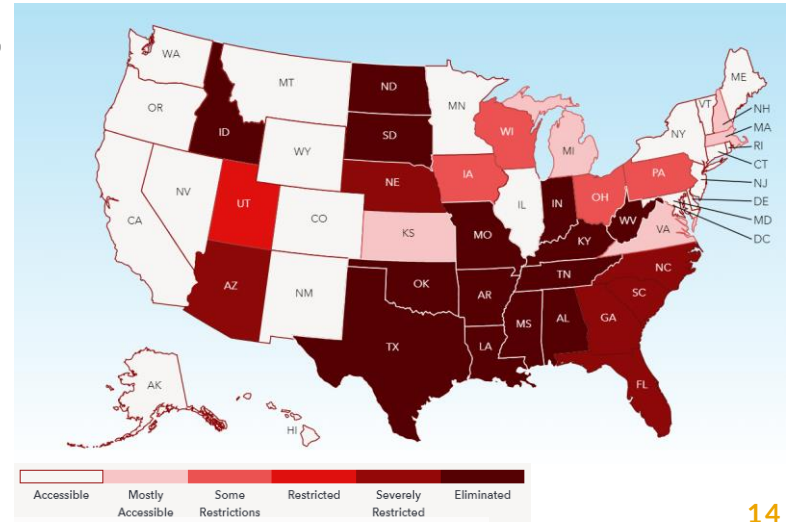 WA
OR
CA
NV
ID
MT
WY
UT
AZ
CO
NM
ND
SD
NE
KS
OK
TX
MN
IA
MO
AR
LA
WI
IL
MI
IN
OH
KY
TN
MS
AL
GA
FL
SC
NC
VA
WV
PA
NY
VT
ME
NH
MA
RI
CT
NJ
DE
MD
DC
AK
HI
Accessible
Mostly
Accessible
Some
Restrictions
Restricted
Severely
Restricted
Eliminated
14